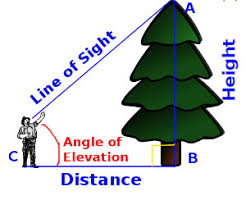 A
Line of Sight
Height
Angle of
Elevation
C
B
Distance